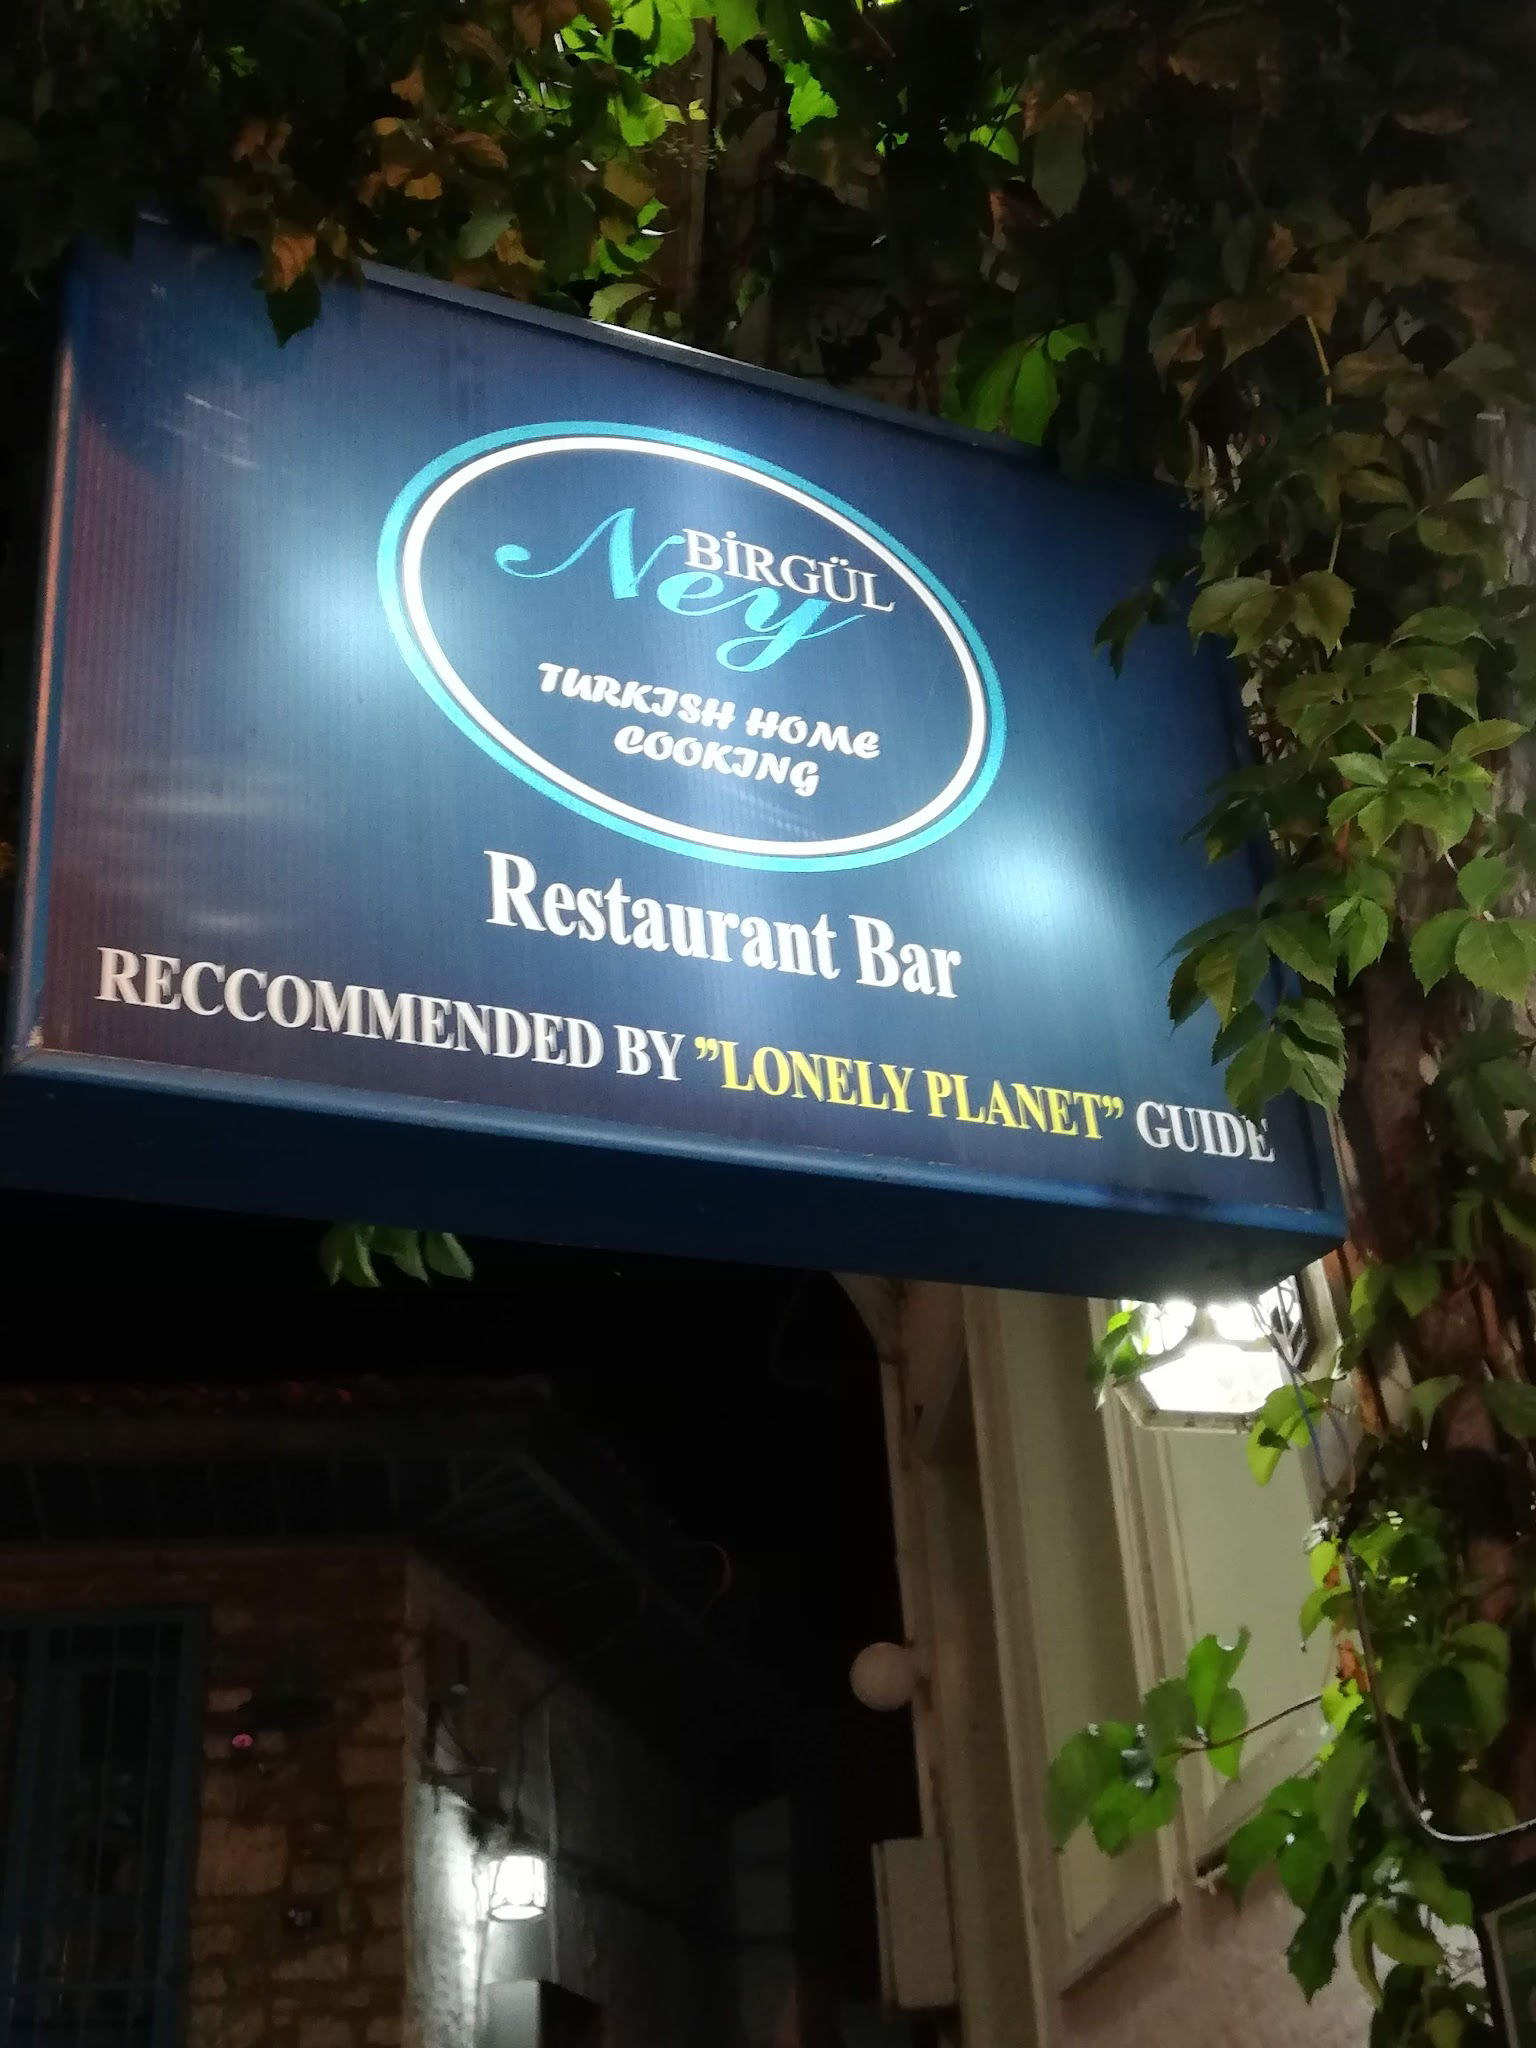 BİRGÜL
Ney
TURKISH HOME
COOKING
Restaurant Bar
RECCOMMENDED BY "LONELY PLANET" GUIDE